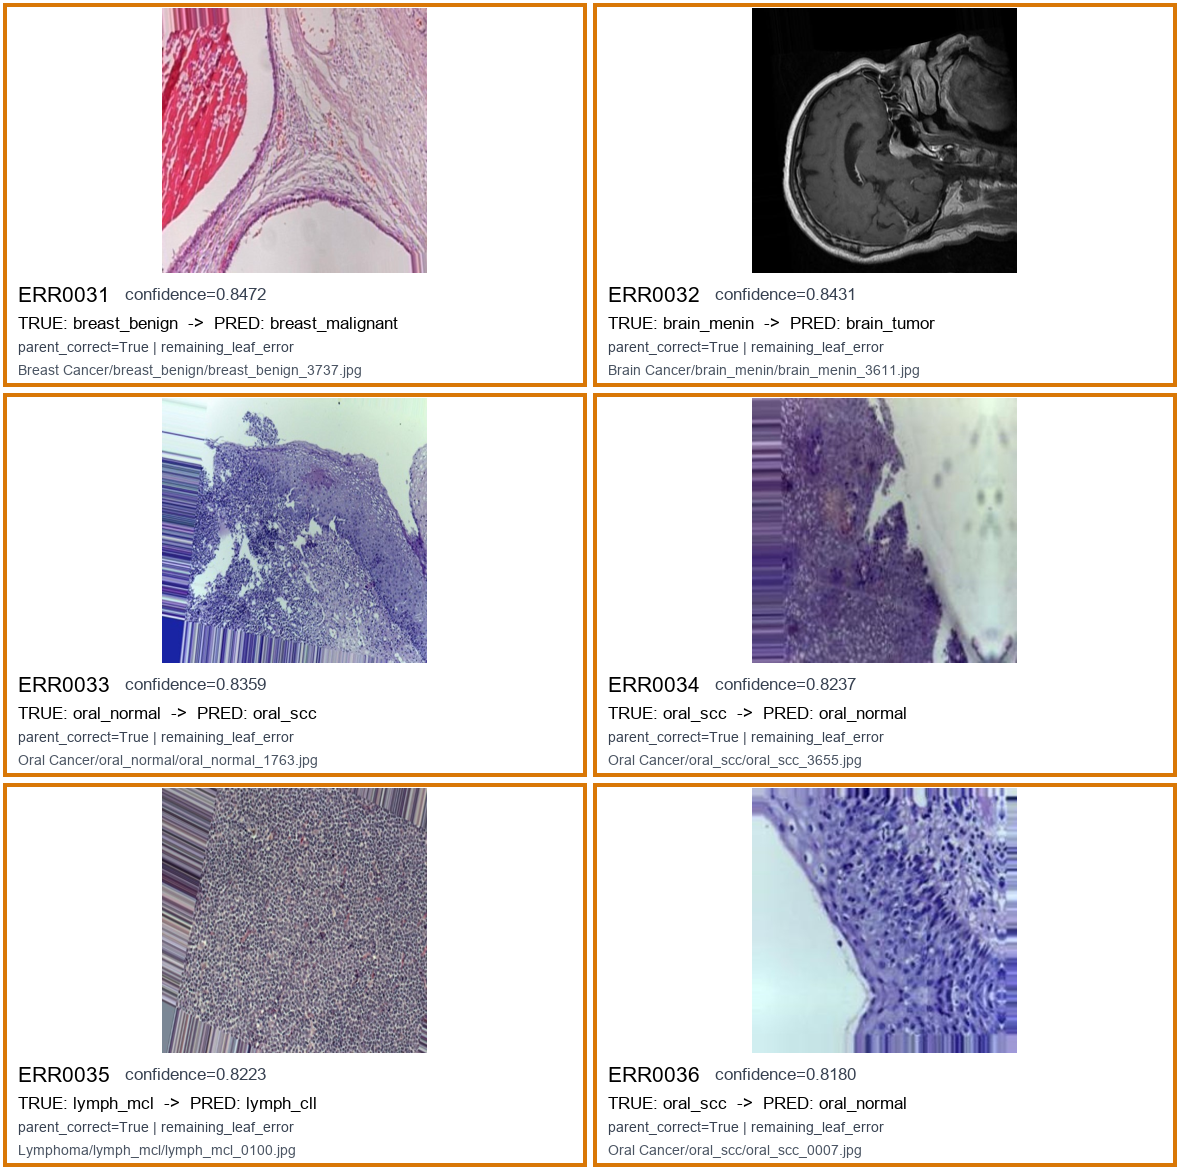 ERR0031 confidence=0.8472
TRUE: breast_benign -> PRED: breast_malignant
parent_correct=True | remaining_leaf_error
Breast Cancer/breast_benign/breast_benign_3737.jpg
ERR0032 confidence=0.8431
TRUE: brain_menin -> PRED: brain_tumor
parent_correct=True | remaining_leaf_error
Brain Cancer/brain_menin/brain_menin_3611.jpg
ERR0033 confidence=0.8359
TRUE: oral_normal -> PRED: oral_scc
parent_correct=True | remaining_leaf_error
Oral Cancer/oral_normal/oral_normal_1763.jpg
ERR0034 confidence=0.8237
TRUE: oral_scc -> PRED: oral_normal
parent_correct=True | remaining_leaf_error
Oral Cancer/oral_scc/oral_scc_3655.jpg
ERR0035 confidence=0.8223
TRUE: lymph_mcl -> PRED: lymph_cll
parent_correct=True | remaining_leaf_error
Lymphoma/lymph_mcl/lymph_mcl_0100.jpg
ERR0036 confidence=0.8180
TRUE: oral_scc -> PRED: oral_normal
parent_correct=True | remaining_leaf_error
Oral Cancer/oral_scc/oral_scc_0007.jpg